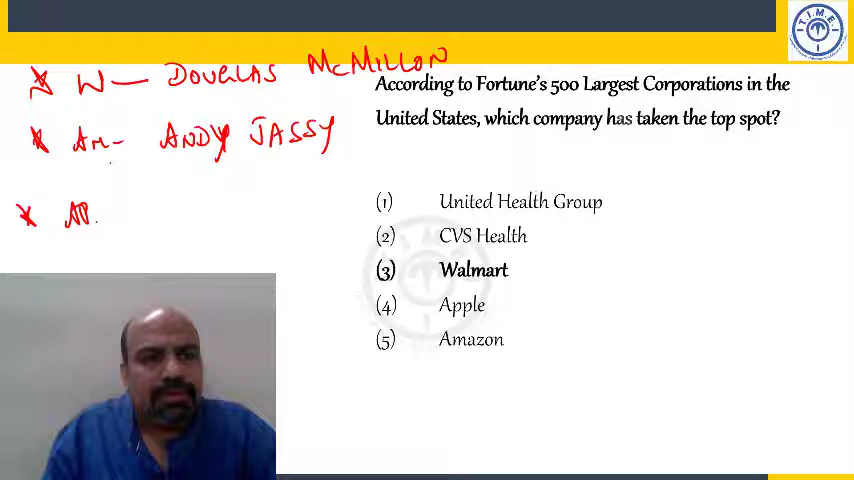 T.I.M.E.
W — DOUGLAS MCMILLON
AM- ANDY JASSY
AP.
According to Fortune's 500 Largest Corporations in the
United States, which company has taken the top spot?
(1) United Health Group
(2) CVS Health
(3) Walmart
(4) Apple
(5) Amazon